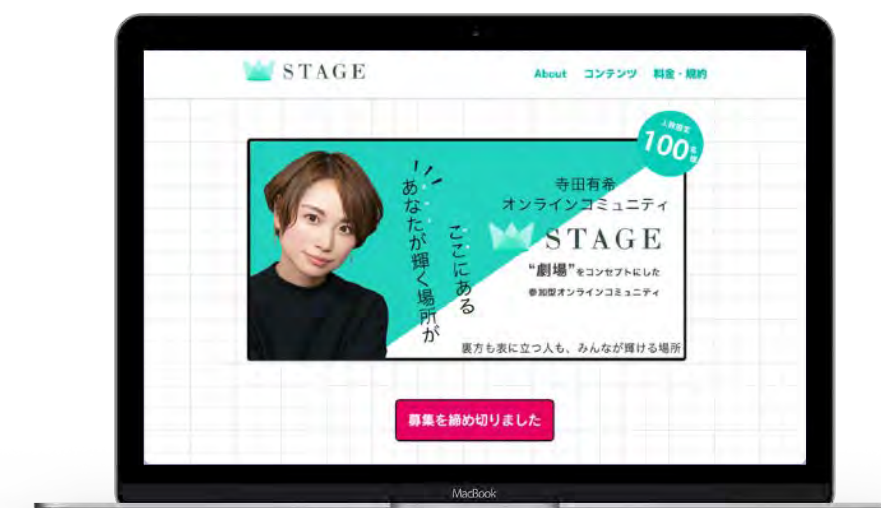 STAGE
About コンテンツ 料金・規約
人数限定
100名様
あなたが輝く場所が
ここにある
寺田有希
オンラインコミュニティ
STAGE
“劇場”をコンセプトにした
参加型オンラインコミュニティ
裏方も表に立つ人も、みんなが輝ける場所
募集を締め切りました
MacBook